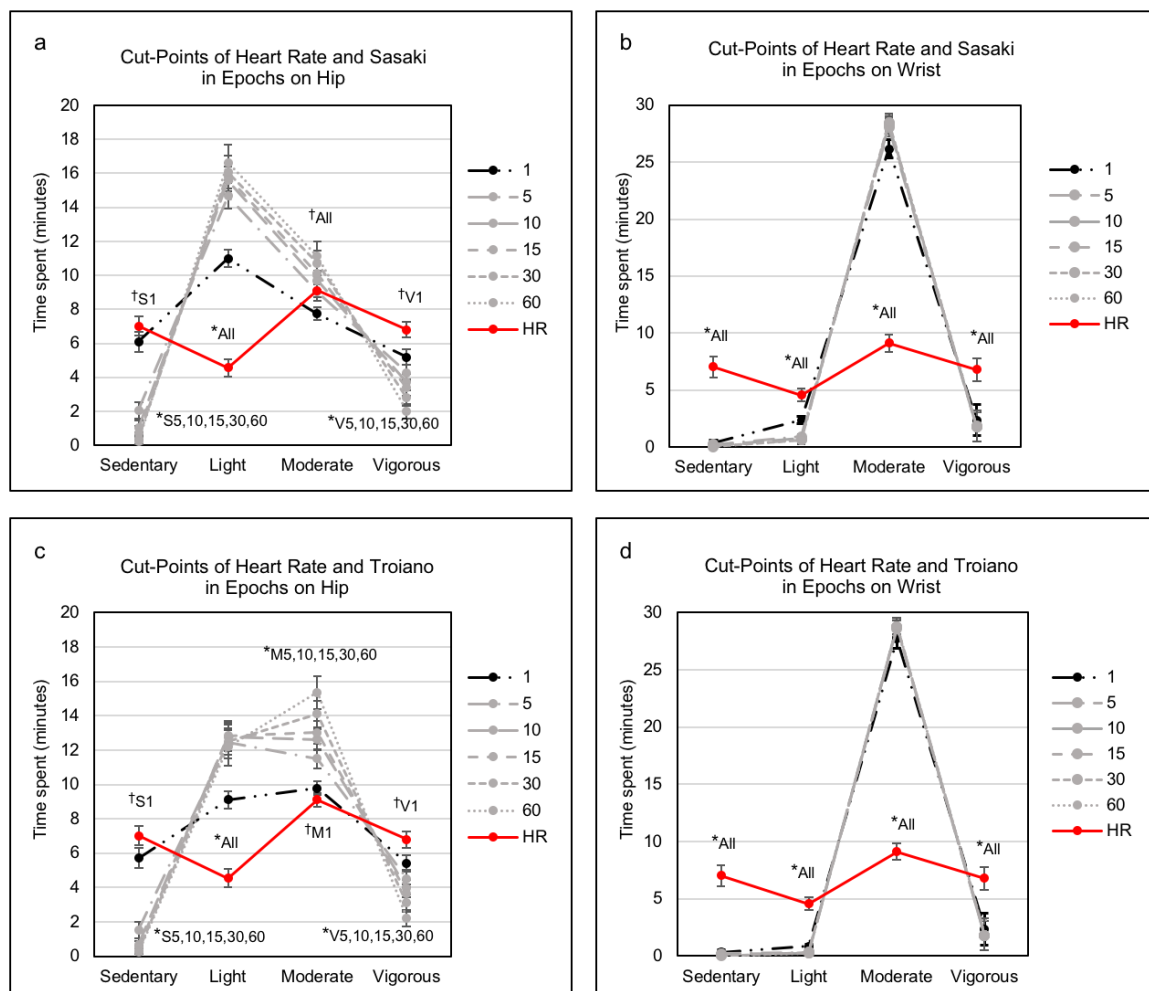 a
Cut-Points of Heart Rate and Sasaki
in Epochs on Hip
Time spent (minutes)
20
18
16
14
12
10
8
6
4
2
0
†S1
*All
†All
†V1
*S5,10,15,30,60
*V5,10,15,30,60
Sedentary Light Moderate Vigorous
1
5
10
15
30
60
HR
b
Cut-Points of Heart Rate and Sasaki
in Epochs on Wrist
Time spent (minutes)
30
25
20
15
10
5
0
*All
*All
*All
*All
Sedentary Light Moderate Vigorous
1
5
10
15
30
60
HR
c
Cut-Points of Heart Rate and Troiano
in Epochs on Hip
Time spent (minutes)
20
18
16
14
12
10
8
6
4
2
0
*M5,10,15,30,60
†S1
*All
†M1
†V1
*S5,10,15,30,60
*V5,10,15,30,60
Sedentary Light Moderate Vigorous
1
5
10
15
30
60
HR
d
Cut-Points of Heart Rate and Troiano
in Epochs on Wrist
Time spent (minutes)
30
25
20
15
10
5
0
*All
*All
*All
*All
Sedentary Light Moderate Vigorous
1
5
10
15
30
60
HR